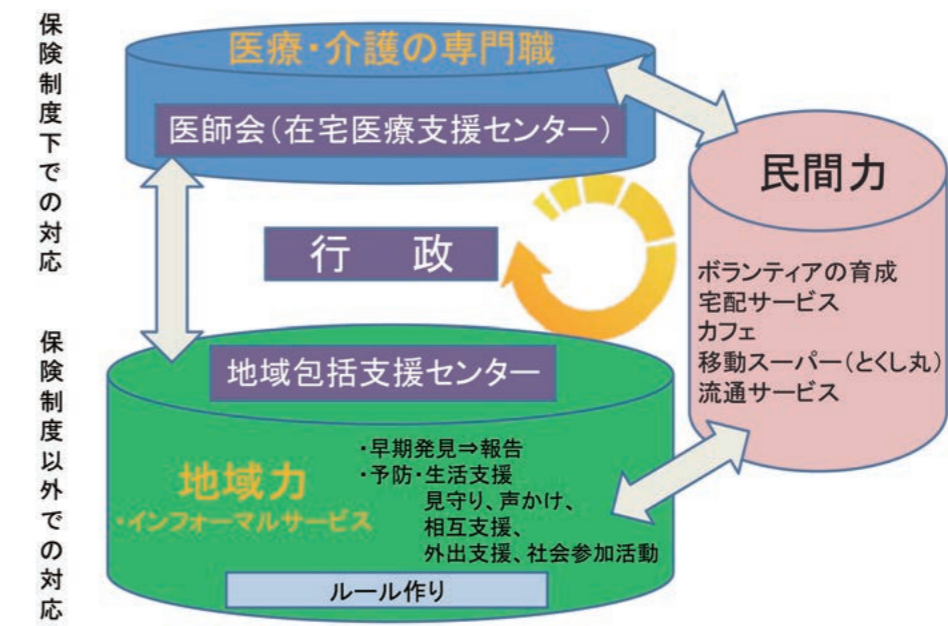 保険制度下での対応
医療・介護の専門職
医師会(在宅医療支援センター)
行　政
民間力
ボランティアの育成
宅配サービス
カフェ
移動スーパー(とくし丸)
流通サービス
保険制度以外での対応
地域包括支援センター
地域力
・インフォーマルサービス
・早期発見⇒報告
・予防・生活支援
見守り、声かけ、
相互支援、
外出支援、社会参加活動
ルール作り